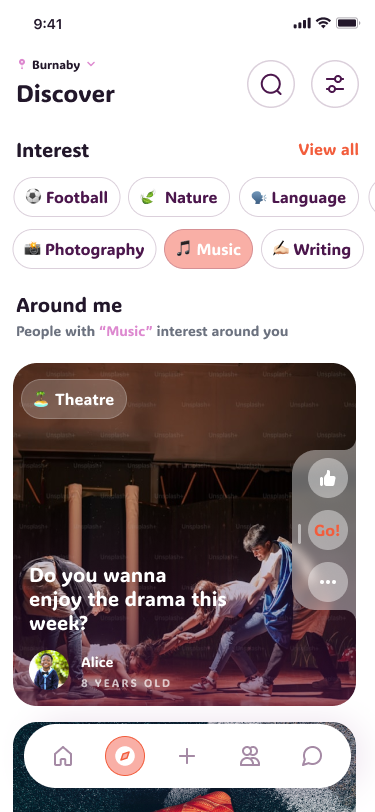 9:41
Burnaby
Discover
Interest
View all
Football
Nature
Language
Photography
Music
Writing
Around me
People with “Music” interest around you
Theatre
Go!
Do you wanna
enjoy the drama this
week?
Alice
8 YEARS OLD
Unsplash+